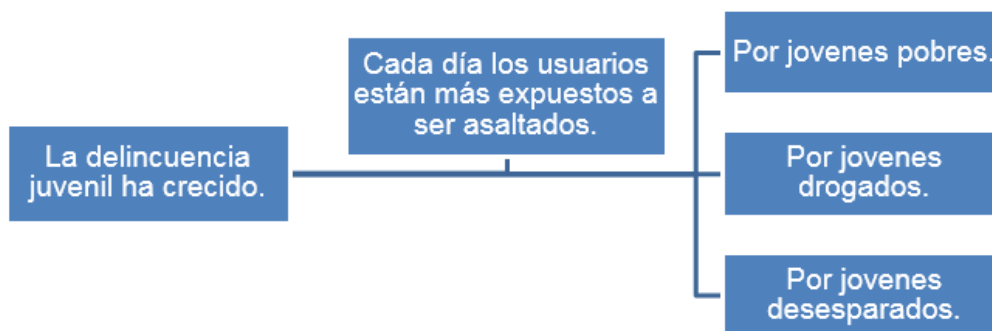 La delincuencia
juvenil ha crecido.
Cada día los usuarios
están más expuestos a
ser asaltados.
Por jovenes pobres.
Por jovenes
drogados.
Por jovenes
desesparados.